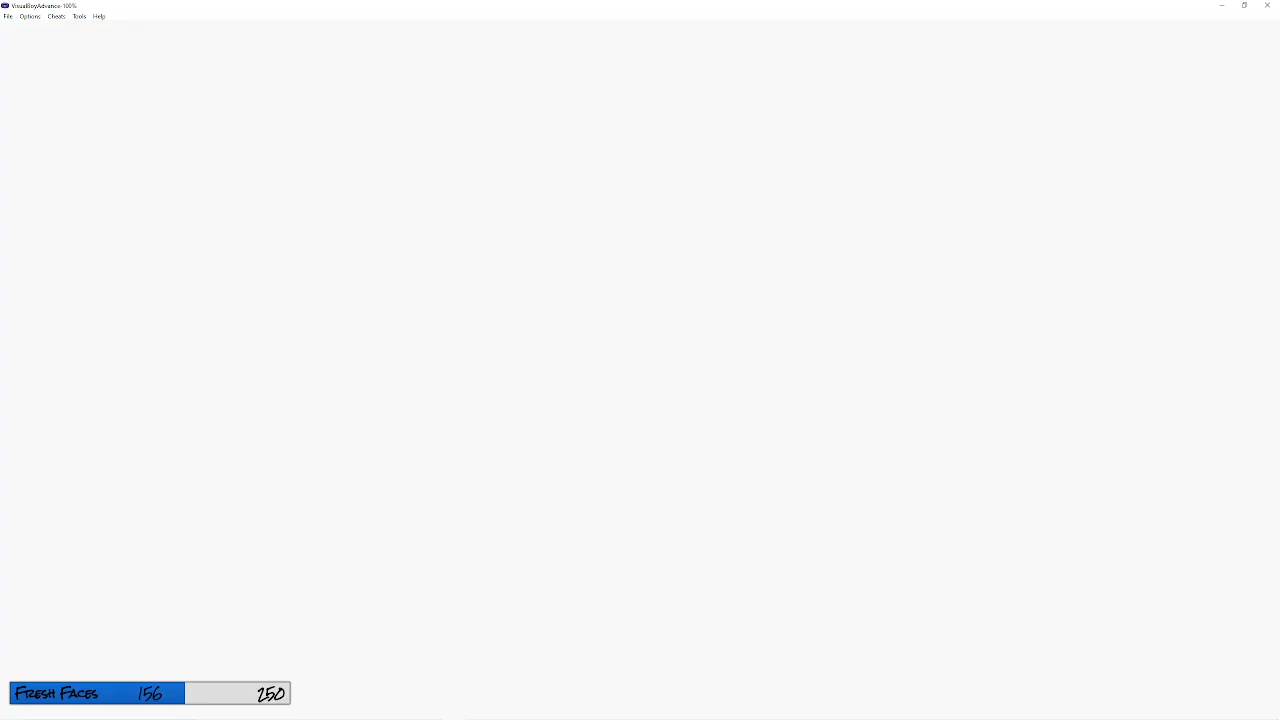 VisualBoyAdvance-100%
File Options Cheats Tools Help
Fresh Faces 156 250